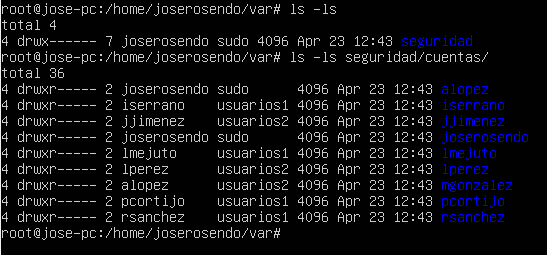 root@jose-pc:/home/joserosendo/var# ls -ls
total 4
4 drwx------ 7 joserosendo sudo 4096 Apr 23 12:43 seguridad
root@jose-pc:/home/joserosendo/var# ls -ls seguridad/cuentas/
total 36
4 drwxr----- 2 joserosendo sudo      4096 Apr 23 12:43 alopez
4 drwxr----- 2 iserrano    usuarios1 4096 Apr 23 12:43 iserrano
4 drwxr----- 2 jjimenez    usuarios2 4096 Apr 23 12:43 jjimenez
4 drwxr----- 2 joserosendo sudo      4096 Apr 23 12:43 joserosendo
4 drwxr----- 2 lmejuto     usuarios1 4096 Apr 23 12:43 lmejuto
4 drwxr----- 2 lperez      usuarios2 4096 Apr 23 12:43 lperez
4 drwxr----- 2 alopez      usuarios2 4096 Apr 23 12:43 mgonzalez
4 drwxr----- 2 pcortijo    usuarios1 4096 Apr 23 12:43 pcortijo
4 drwxr----- 2 rsanchez    usuarios1 4096 Apr 23 12:43 rsanchez
root@jose-pc:/home/joserosendo/var#